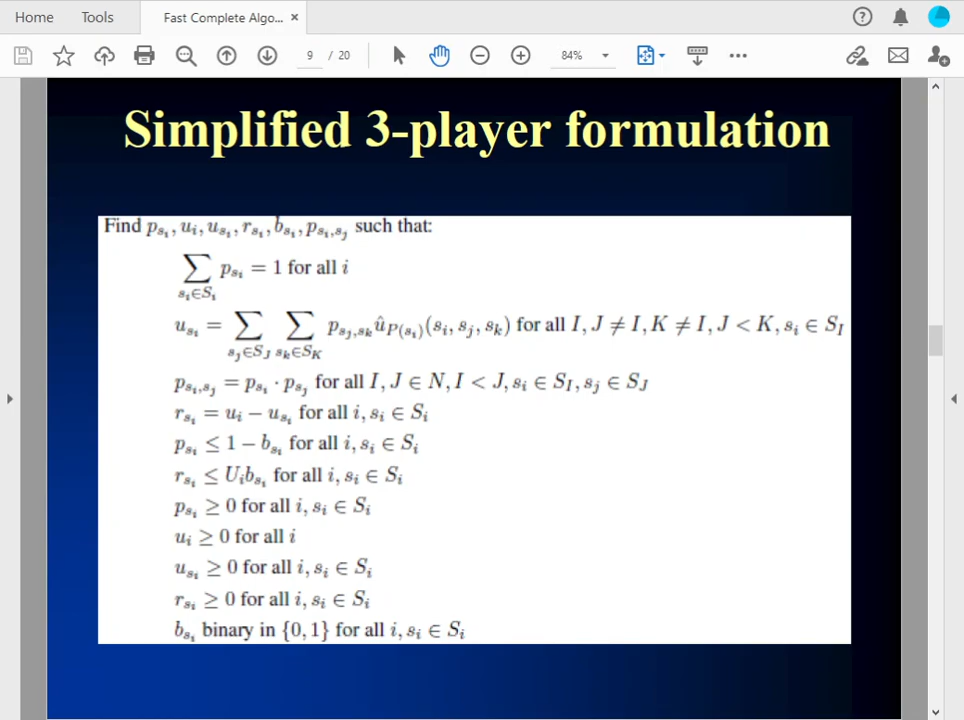 Home Tools Fast Complete Algo... ×
9 / 20 84%
Simplified 3-player formulation
Find p_{s_i}, u_i, u_{s_i}, r_{s_i}, b_{s_i}, p_{s_i,s_j} such that:
∑_{s_i∈S_i} p_{s_i} = 1 for all i
u_{s_i} = ∑_{s_j∈S_J} ∑_{s_k∈S_K} p_{s_j,s_k} û_{P(s_i)}(s_i, s_j, s_k) for all I, J ≠ I, K ≠ I, J < K, s_i ∈ S_I
p_{s_i,s_j} = p_{s_i} · p_{s_j} for all I, J ∈ N, I < J, s_i ∈ S_I, s_j ∈ S_J
r_{s_i} = u_i − u_{s_i} for all i, s_i ∈ S_i
p_{s_i} ≤ 1 − b_{s_i} for all i, s_i ∈ S_i
r_{s_i} ≤ U_i b_{s_i} for all i, s_i ∈ S_i
p_{s_i} ≥ 0 for all i, s_i ∈ S_i
u_i ≥ 0 for all i
u_{s_i} ≥ 0 for all i, s_i ∈ S_i
r_{s_i} ≥ 0 for all i, s_i ∈ S_i
b_{s_i} binary in {0, 1} for all i, s_i ∈ S_i